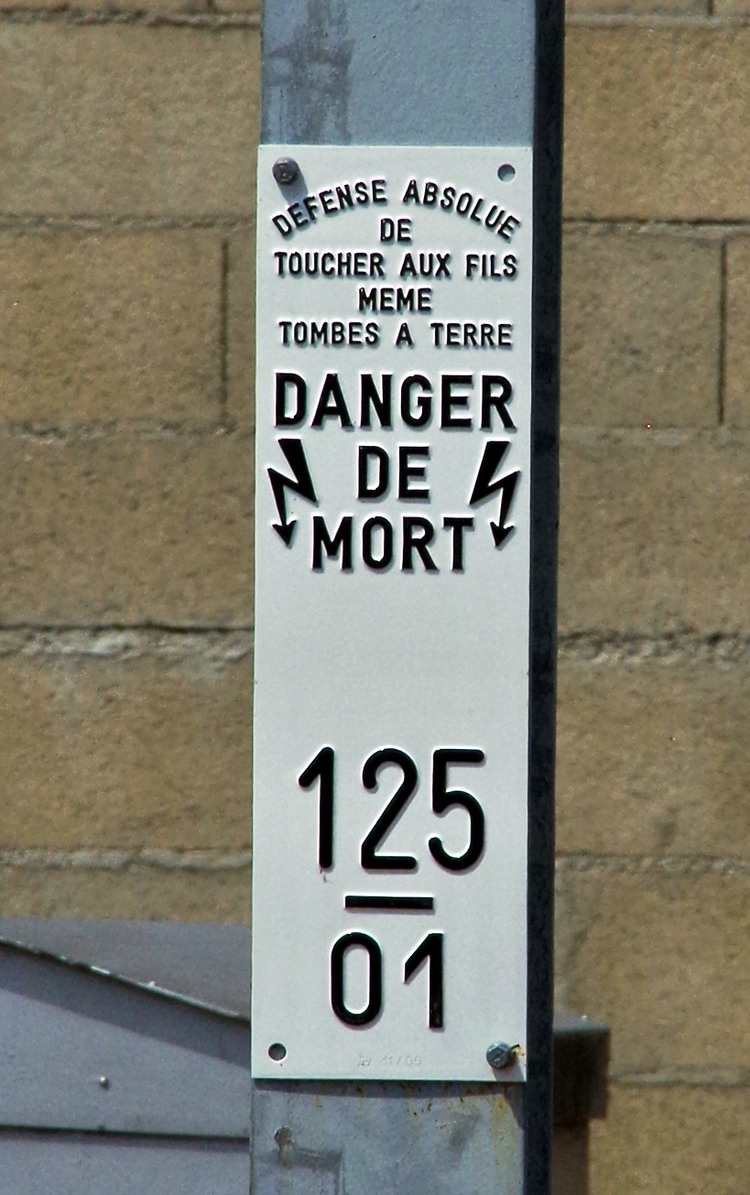 DEFENSE ABSOLUE
DE
TOUCHER AUX FILS
MEME
TOMBES A TERRE
DANGER
DE
MORT
125
01